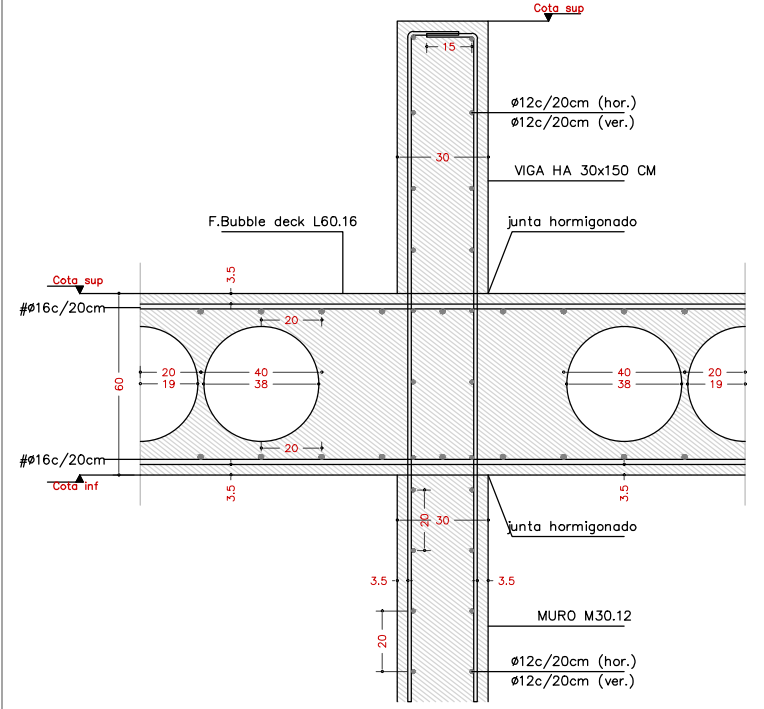 Cota sup
15
ø12c/20cm (hor.)
ø12c/20cm (ver.)
30
VIGA HA 30x150 CM
F.Bubble deck L60.16
junta hormigonado
3.5
Cota sup
#ø16c/20cm
20
20
40
40
20
19
38
38
19
60
20
#ø16c/20cm
Cota inf
3.5
3.5
20
30
junta hormigonado
3.5
3.5
MURO M30.12
20
ø12c/20cm (hor.)
ø12c/20cm (ver.)